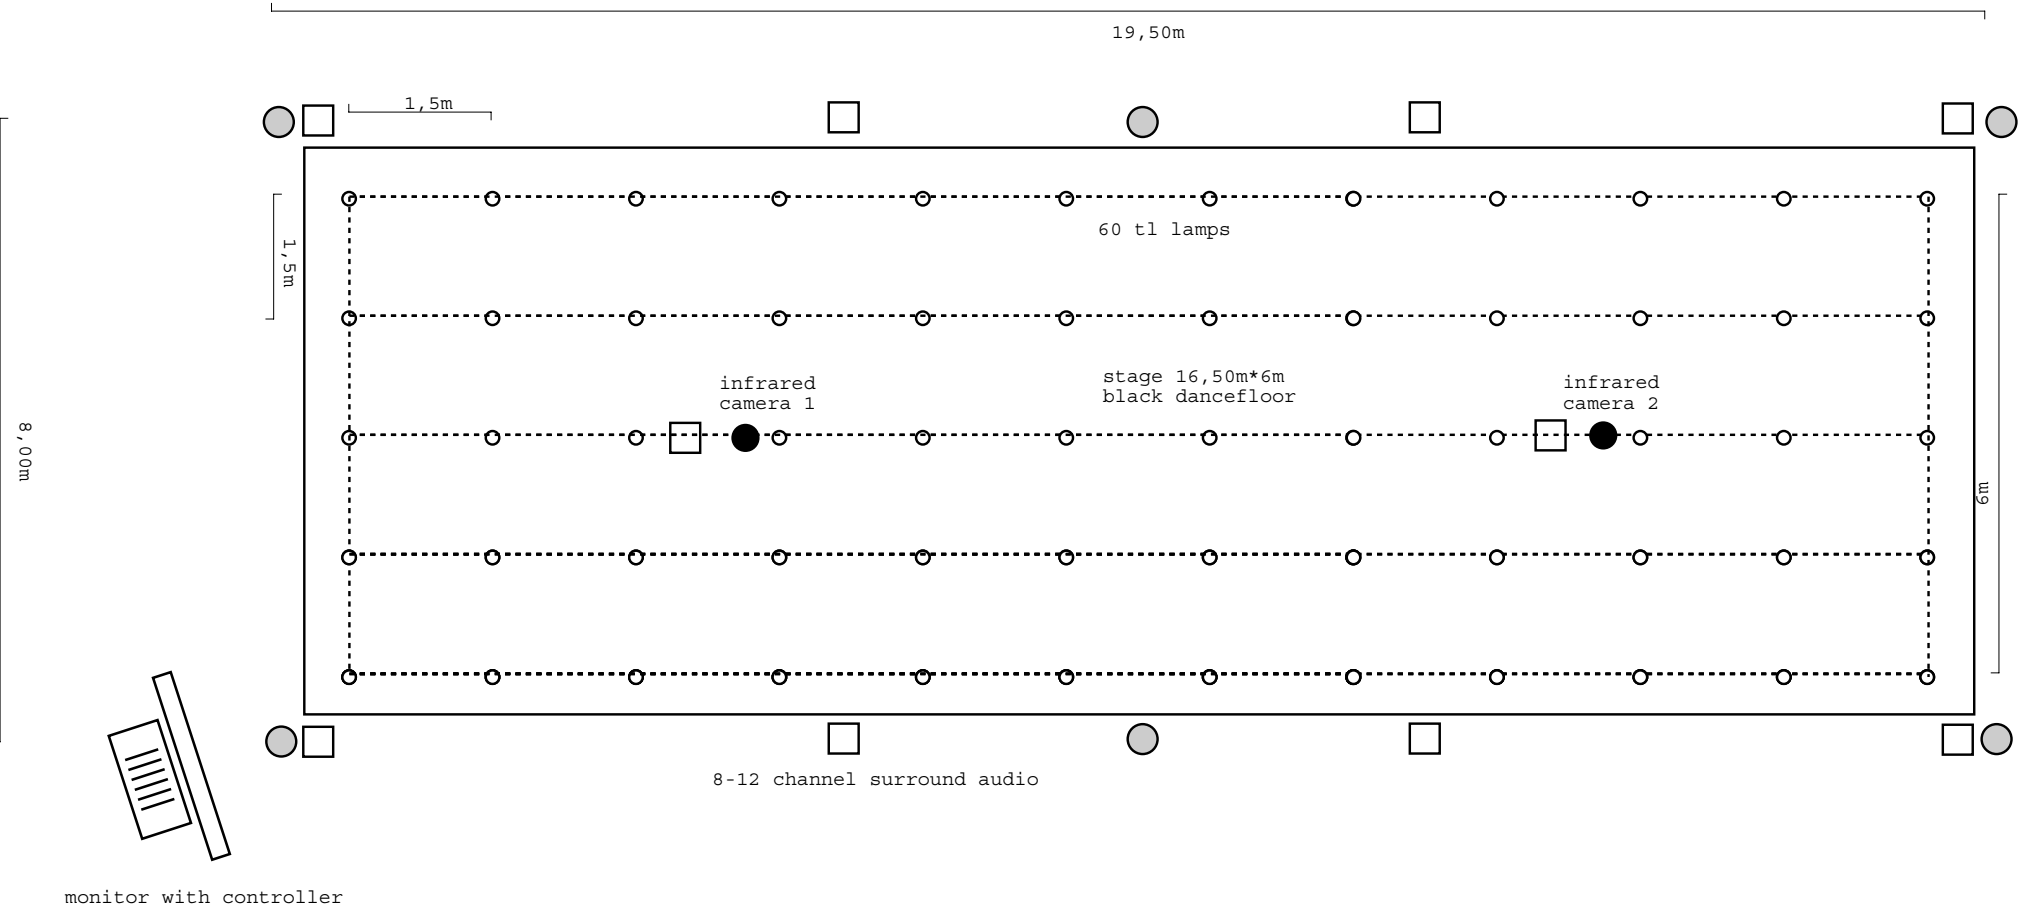 19,50m
1,5m
60 tl lamps
1,5m
infrared
camera 1
stage 16,50m*6m
black dancefloor
infrared
camera 2
8,00m
6m
8-12 channel surround audio
monitor with controller